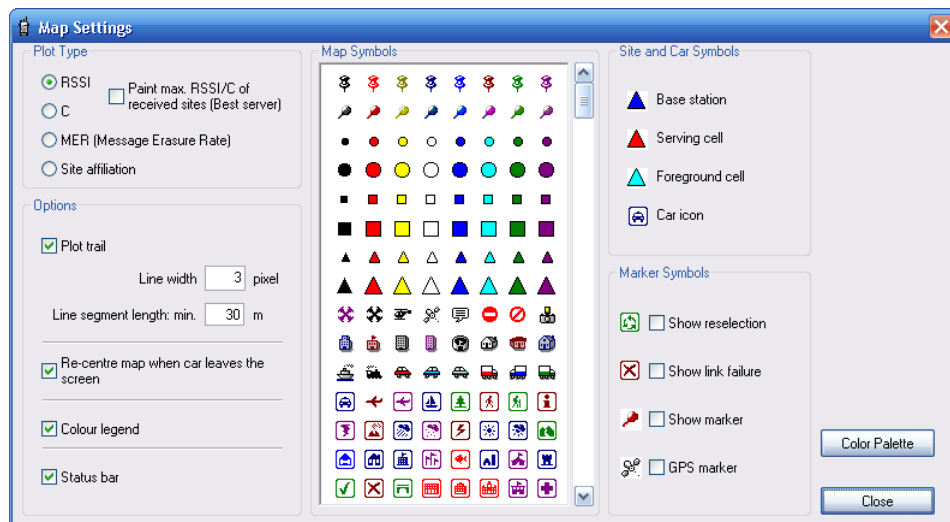 Map Settings
Plot Type
RSSI
Paint max. RSSI/C of
received sites (Best server)
C
MER (Message Erasure Rate)
Site affiliation
Options
Plot trail
Line width 3 pixel
Line segment length: min. 30 m
Re-centre map when car leaves the
screen
Colour legend
Status bar
Map Symbols
Site and Car Symbols
Base station
Serving cell
Foreground cell
Car icon
Marker Symbols
Show reselection
Show link failure
Show marker
GPS marker
Color Palette
Close